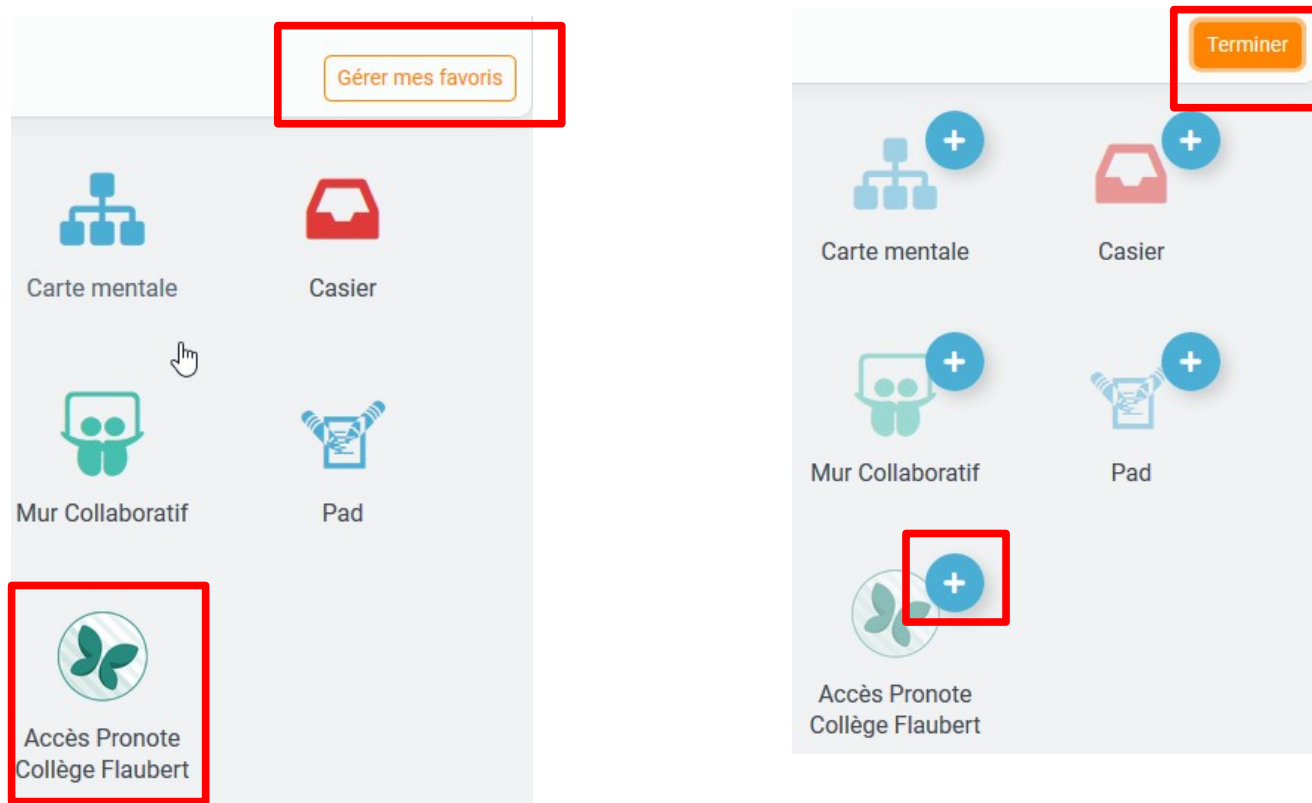 Gérer mes favoris
Carte mentale
Casier
Mur Collaboratif
Pad
Accès Pronote
Collège Flaubert
Terminer
Carte mentale
Casier
Mur Collaboratif
Pad
Accès Pronote
Collège Flaubert